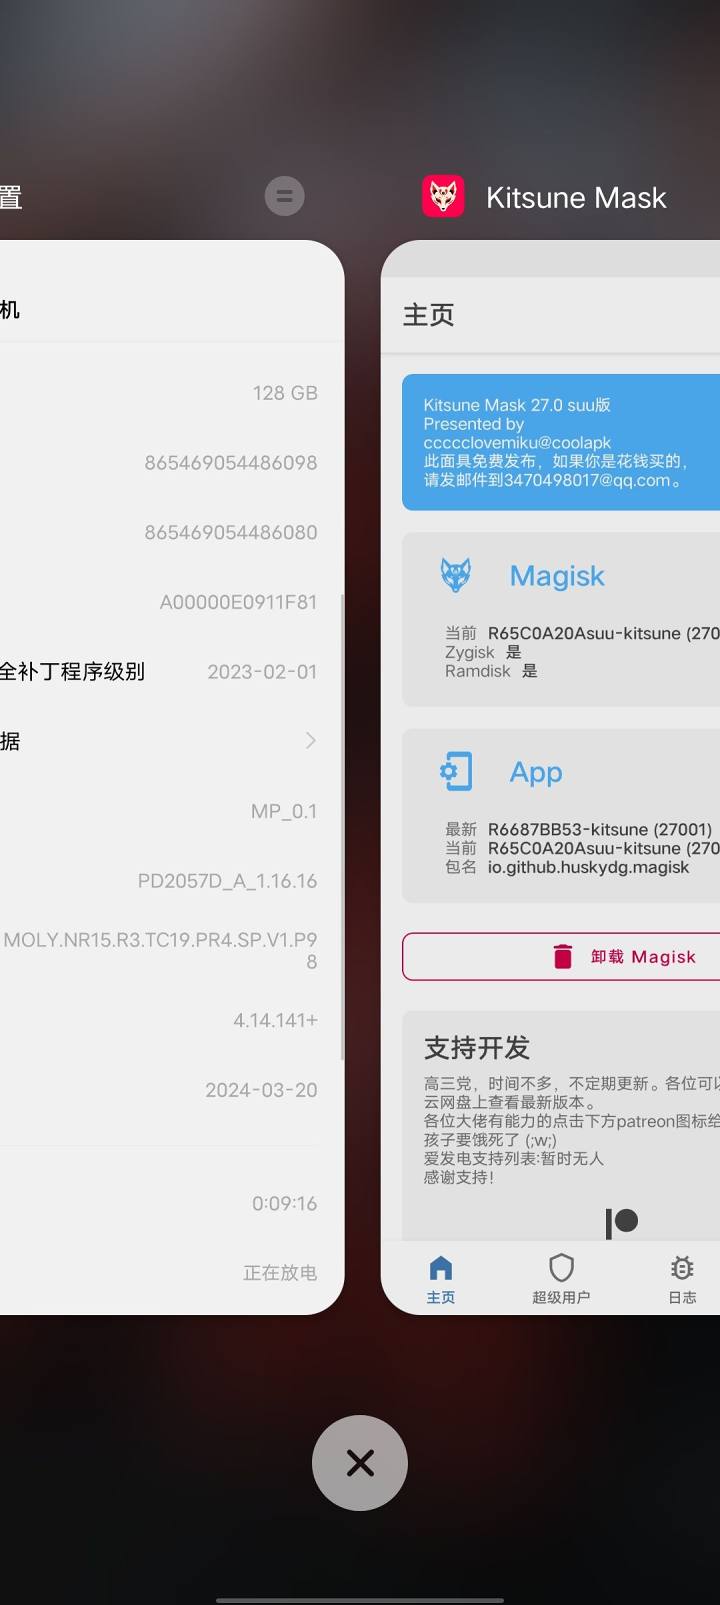 置
Kitsune Mask
机
128 GB
865469054486098
865469054486080
A00000E0911F81
全补丁程序级别 2023-02-01
据
MP_0.1
PD2057D_A_1.16.16
MOLY.NR15.R3.TC19.PR4.SP.V1.P9
8
4.14.141+
2024-03-20
0:09:16
正在放电
主页
Kitsune Mask 27.0 suu版
Presented by
ccccclovemiku@coolapk
此面具免费发布，如果你是花钱买的，
请发邮件到3470498017@qq.com。
Magisk
当前 R65C0A20Asuu-kitsune (270
Zygisk 是
Ramdisk 是
App
最新 R6687BB53-kitsune (27001)
当前 R65C0A20Asuu-kitsune (270
包名 io.github.huskydg.magisk
卸载 Magisk
支持开发
高三党，时间不多，不定期更新。各位可以
云网盘上查看最新版本。
各位大佬有能力的点击下方patreon图标给
孩子要饿死了 (;w;)
爱发电支持列表:暂时无人
感谢支持!
主页
超级用户
日志